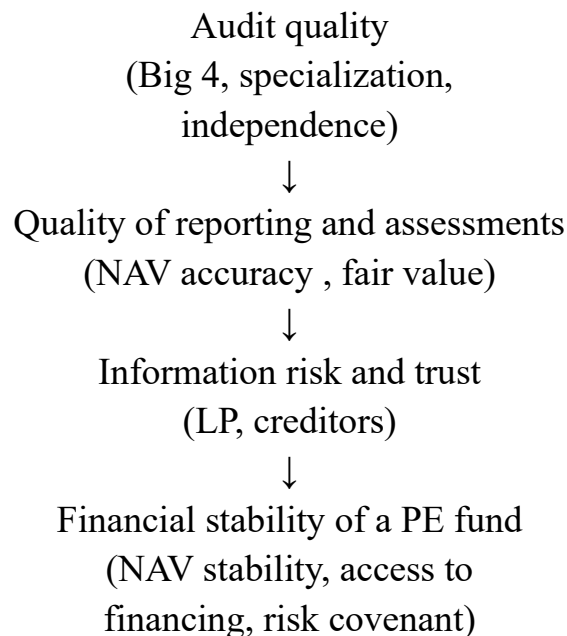 Audit quality
(Big 4, specialization,
independence)
↓
Quality of reporting and assessments
(NAV accuracy , fair value)
↓
Information risk and trust
(LP, creditors)
↓
Financial stability of a PE fund
(NAV stability, access to
financing, risk covenant)